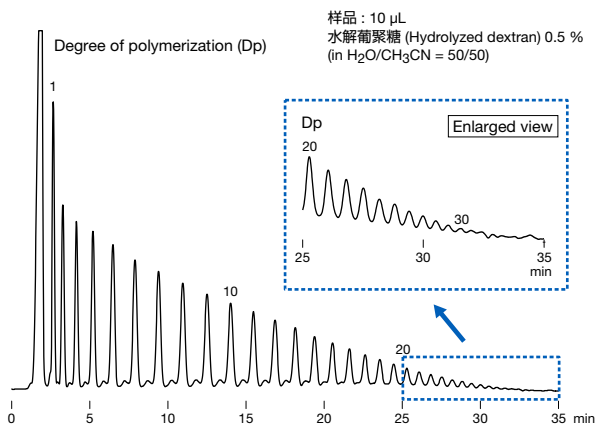 样品 : 10 µL
水解葡聚糖 (Hydrolyzed dextran) 0.5 %
(in H2O/CH3CN = 50/50)
Degree of polymerization (Dp)
1
10
20
Dp
Enlarged view
20
30
25 30 35
min
0 5 10 15 20 25 30 35 min